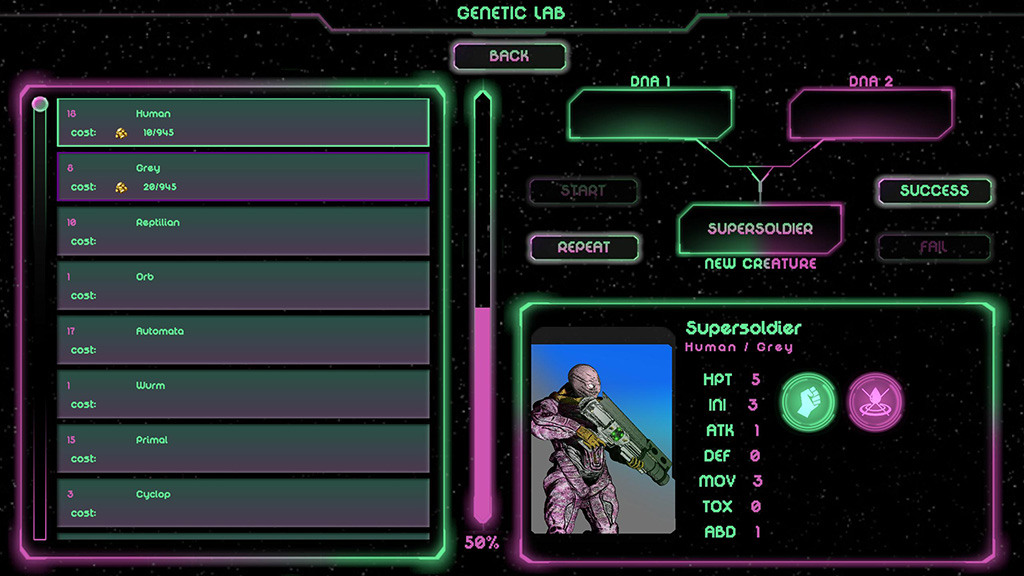 GENETIC LAB
BACK
18 Human
cost: 10/945
8 Grey
cost: 20/945
10 Reptilian
cost:
1 Orb
cost:
17 Automata
cost:
1 Wurm
cost:
15 Primal
cost:
3 Cyclop
cost:
50%
DNA 1
DNA 2
START
SUCCESS
REPEAT
SUPERSOLDIER
FAIL
NEW CREATURE
Supersoldier
Human / Grey
HPT 5
INI 3
ATK 1
DEF 0
MOV 3
TOX 0
ABD 1